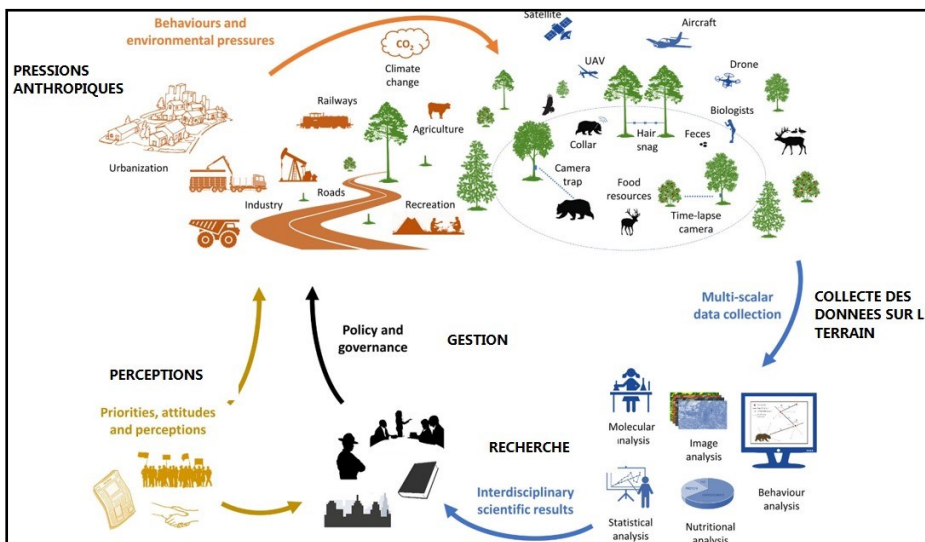 Behaviours and
environmental pressures
CO2
Climate
change
Satellite
Aircraft
UAV
Drone
PRESSIONS
ANTHROPIQUES
Railways
Agriculture
Biologists
Collar
Hair
snag
Feces
Urbanization
Camera
trap
Food
resources
Roads
Industry
Recreation
Time-lapse
camera
Multi-scalar
data collection
COLLECTE DES
DONNEES SUR L
TERRAIN
Policy and
governance
GESTION
PERCEPTIONS
Priorities, attitudes
and perceptions
Molecular
analysis
Image
analysis
RECHERCHE
Interdisciplinary
scientific results
Behaviour
analysis
Statistical
analysis
Nutritional
analysis